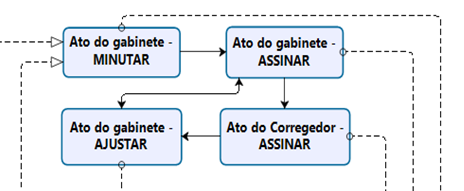 Ato do gabinete -
MINUTAR
Ato do gabinete -
ASSINAR
Ato do gabinete -
AJUSTAR
Ato do Corregedor -
ASSINAR